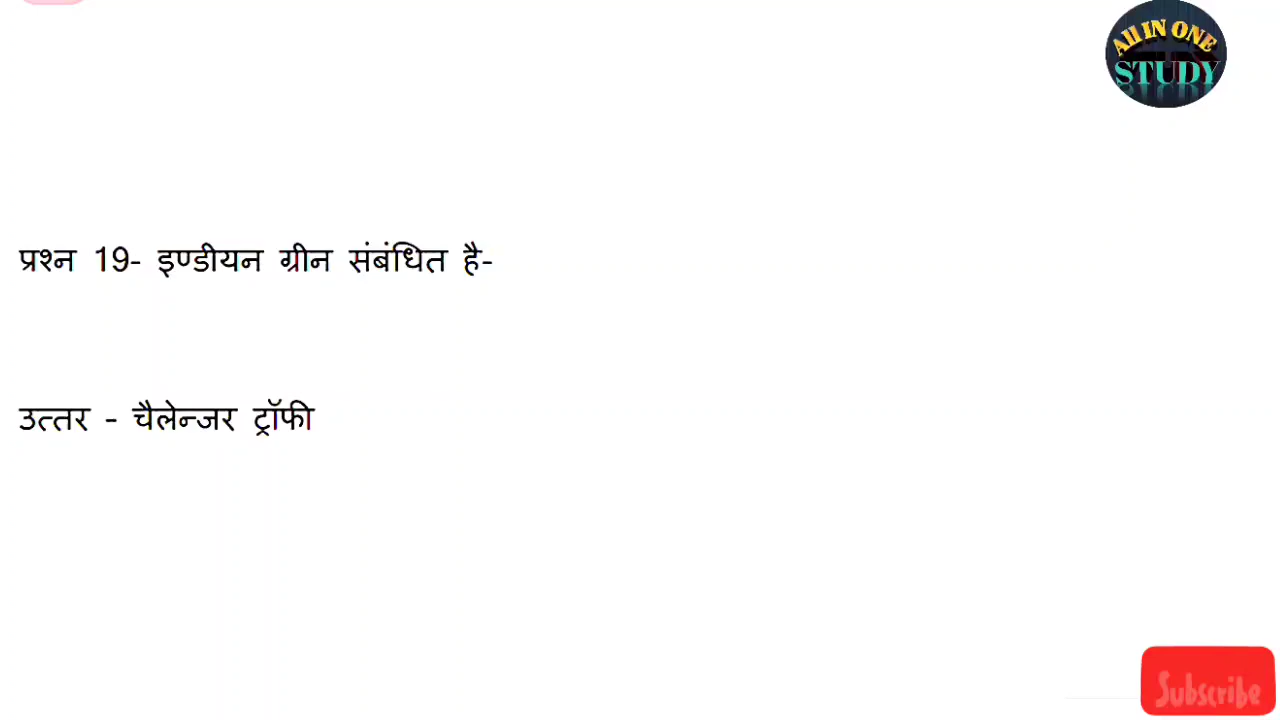 All IN ONE
STUDY
प्रश्न 19- इण्डीयन ग्रीन संबंधित है-
उत्तर - चैलेन्जर ट्रॉफी
Subscribe